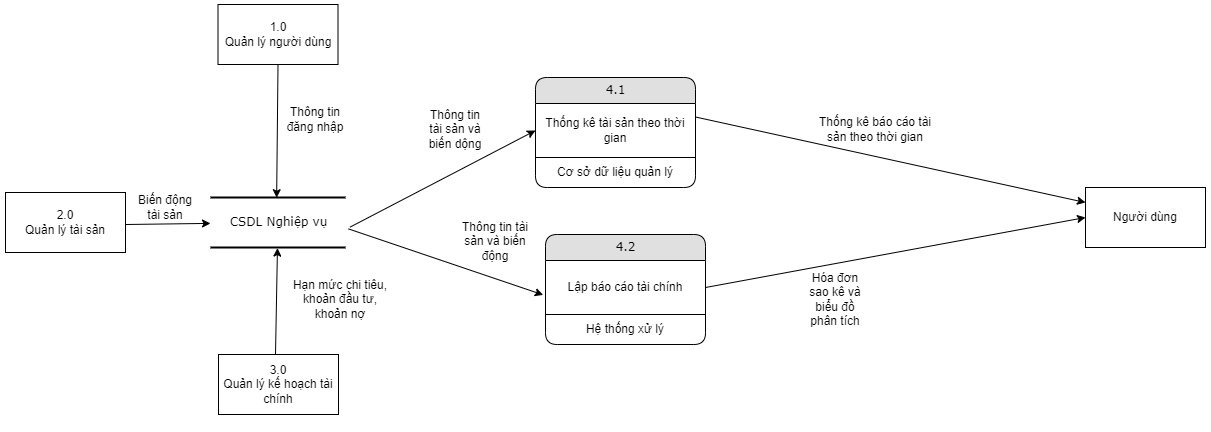 1.0
Quản lý người dùng
Thông tin
đăng nhập
2.0
Quản lý tài sản
Biến động
tài sản
CSDL Nghiệp vụ
Hạn mức chi tiêu,
khoản đầu tư,
khoản nợ
3.0
Quản lý kế hoạch tài
chính
Thông tin
tài sản và
biến dộng
4.1
Thống kê tài sản theo thời
gian
Cơ sở dữ liệu quản lý
Thông tin tài
sản và biến
động
4.2
Lập báo cáo tài chính
Hệ thống xử lý
Thống kê báo cáo tài
sản theo thời gian
Hóa đơn
sao kê và
biểu đồ
phân tích
Người dùng